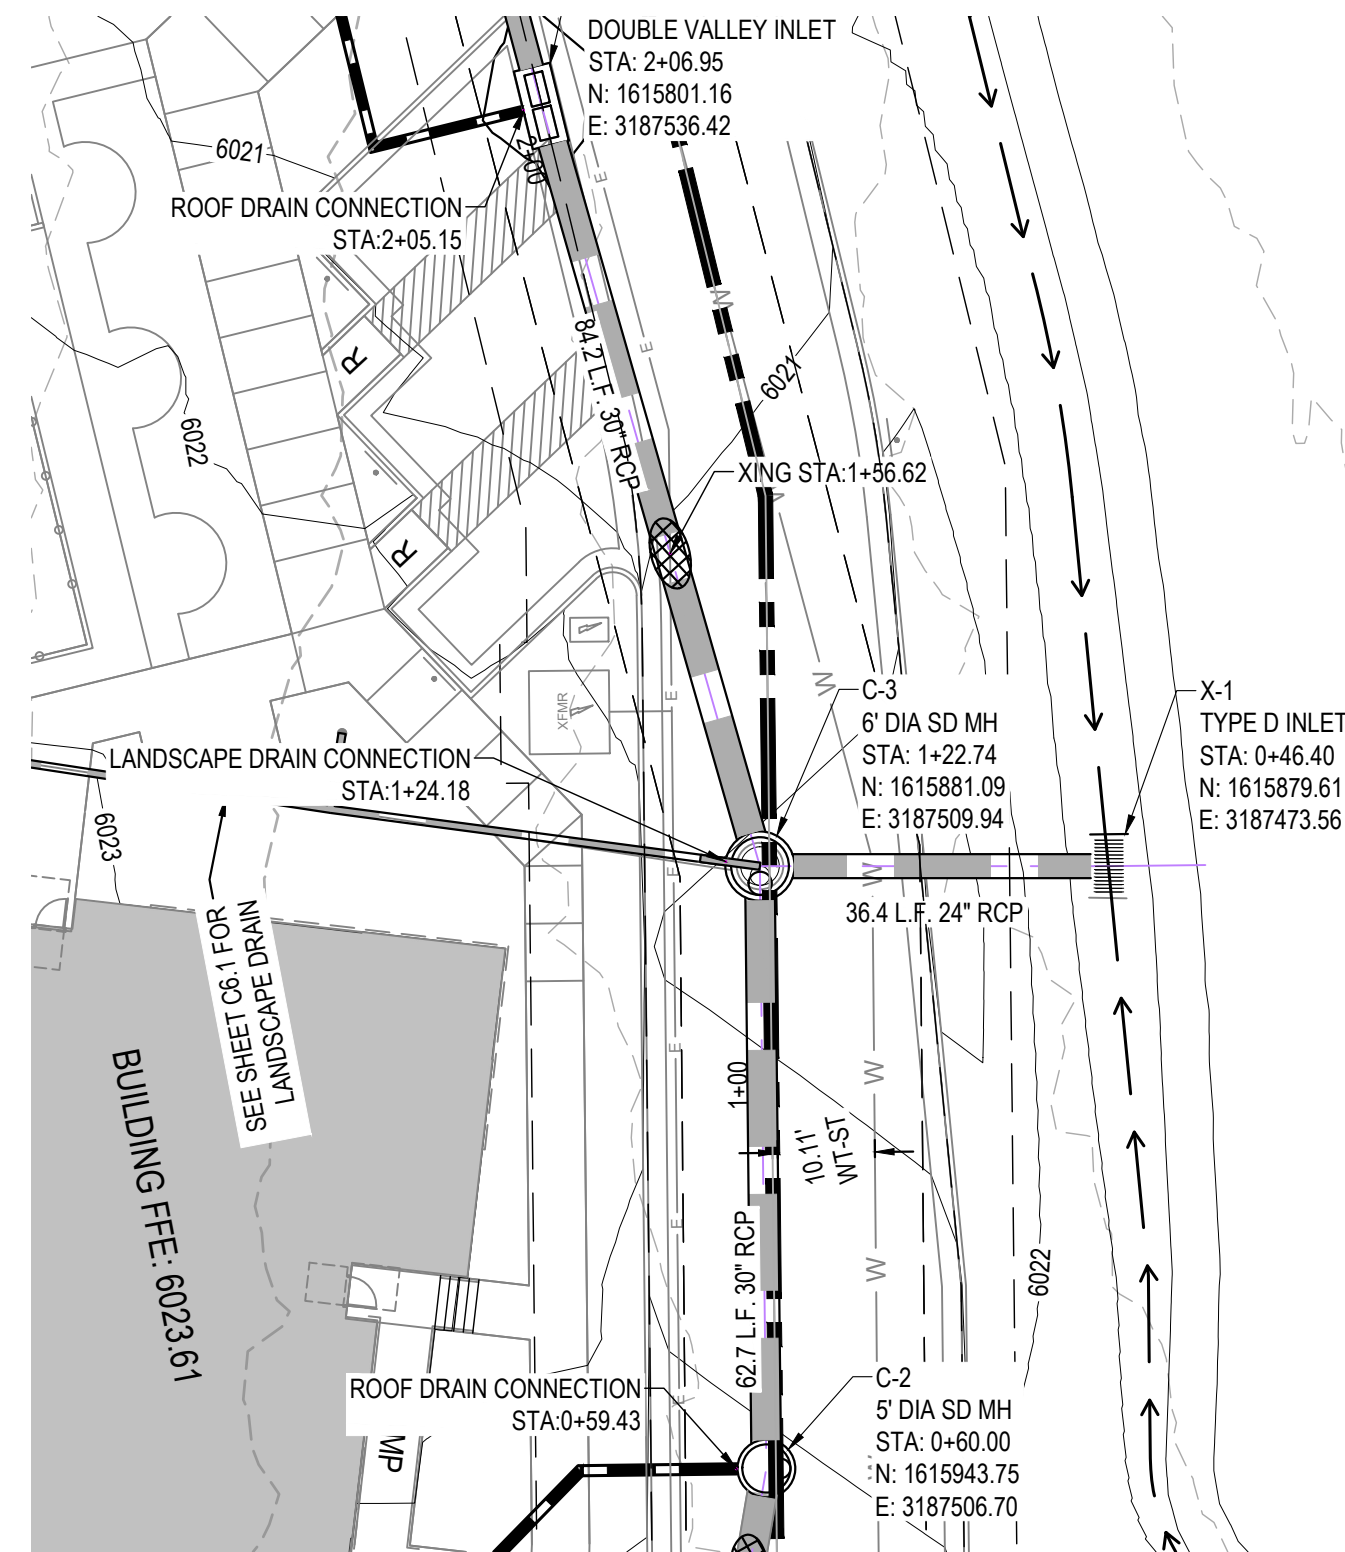 DOUBLE VALLEY INLET
STA: 2+06.95
N: 1615801.16
E: 3187536.42
6021
2+00
E
ROOF DRAIN CONNECTION
STA:2+05.15
W
84.2 L.F. 30" RCP
E
R
6021
6022
XING STA:1+56.62
R
E
XFMR
W
E
C-3
6' DIA SD MH
STA: 1+22.74
N: 1615881.09
E: 3187509.94
X-1
TYPE D INLET
STA: 0+46.40
N: 1615879.61
E: 3187473.56
LANDSCAPE DRAIN CONNECTION
STA:1+24.18
6023
E
W
W
36.4 L.F. 24" RCP
SEE SHEET C6.1 FOR
LANDSCAPE DRAIN
E
1+00
W
10.11'
WT-ST
BUILDING FFE: 6023.61
E
62.7 L.F. 30" RCP
W
6022
ROOF DRAIN CONNECTION
STA:0+59.43
E
MP
C-2
5' DIA SD MH
STA: 0+60.00
N: 1615943.75
E: 3187506.70